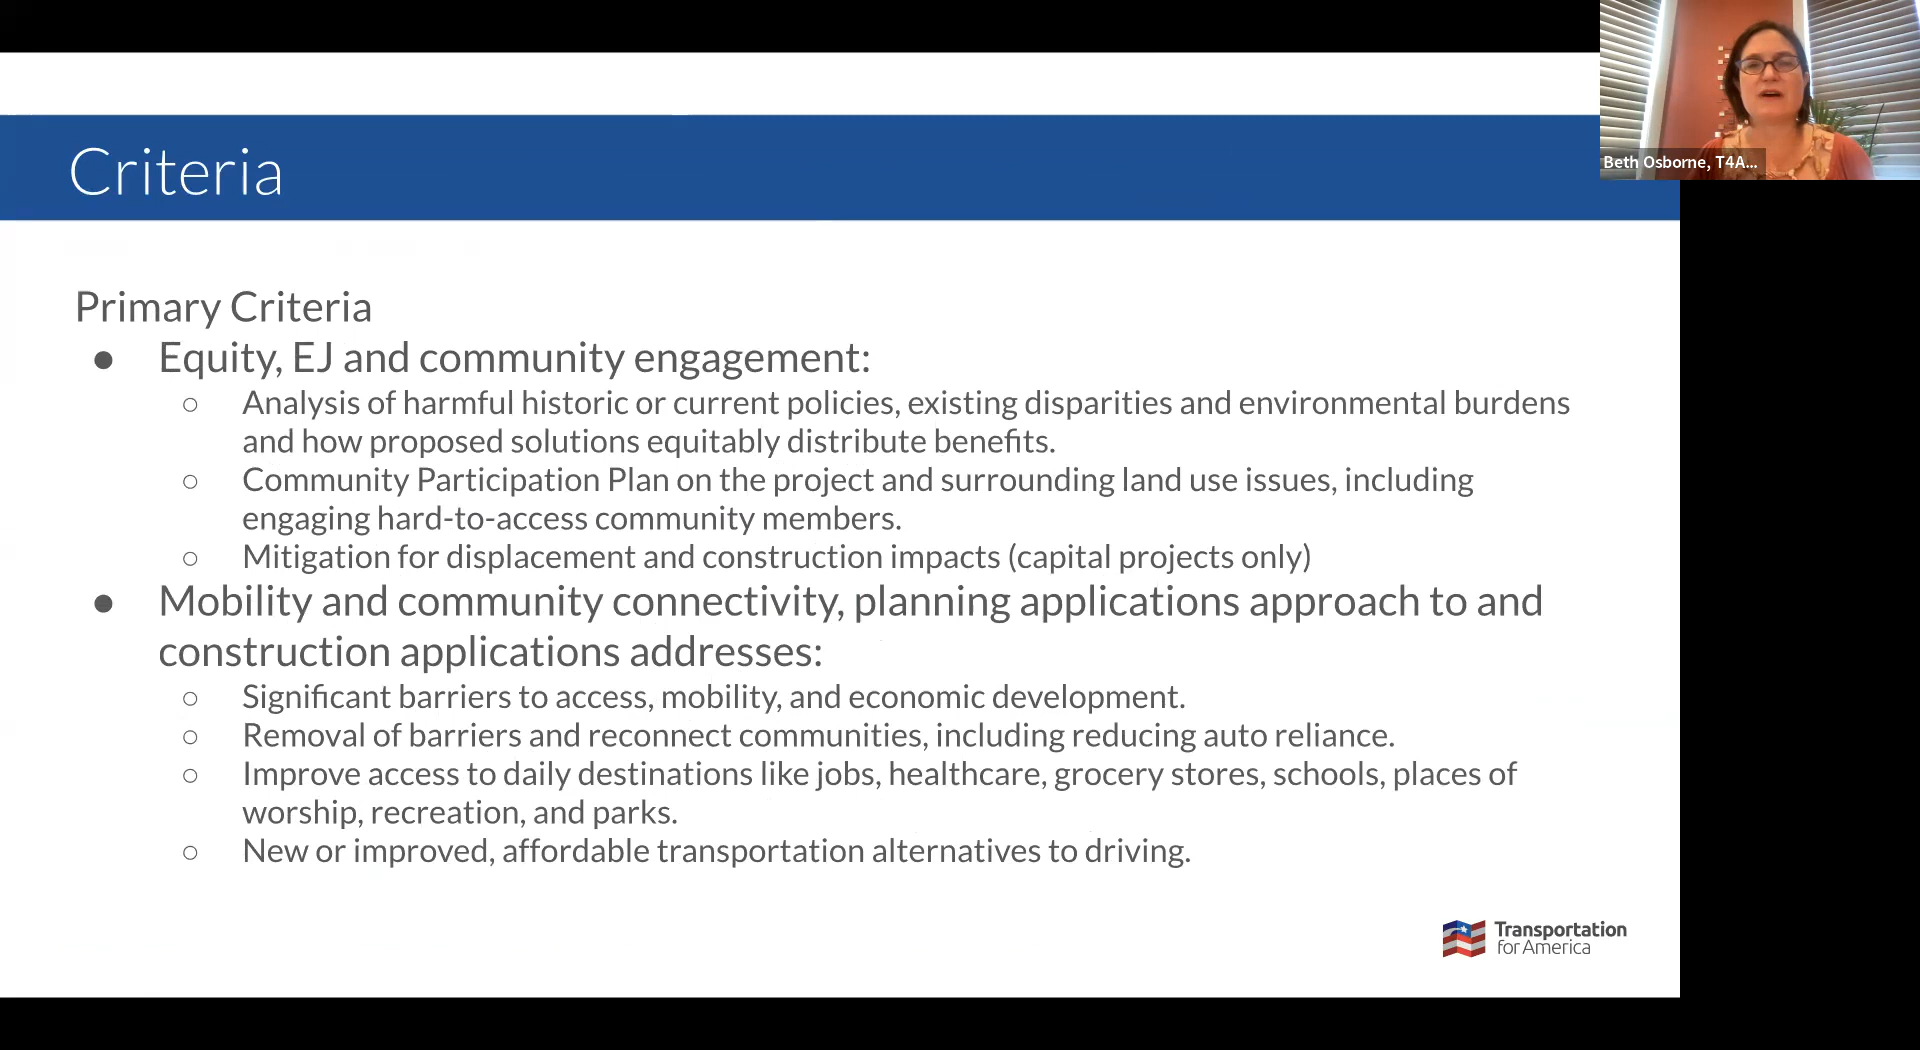 Beth Osborne, T4A...
Criteria
Primary Criteria
● Equity, EJ and community engagement:
○ Analysis of harmful historic or current policies, existing disparities and environmental burdens
and how proposed solutions equitably distribute benefits.
○ Community Participation Plan on the project and surrounding land use issues, including
engaging hard-to-access community members.
○ Mitigation for displacement and construction impacts (capital projects only)
● Mobility and community connectivity, planning applications approach to and
construction applications addresses:
○ Significant barriers to access, mobility, and economic development.
○ Removal of barriers and reconnect communities, including reducing auto reliance.
○ Improve access to daily destinations like jobs, healthcare, grocery stores, schools, places of
worship, recreation, and parks.
○ New or improved, affordable transportation alternatives to driving.
Transportation
for America